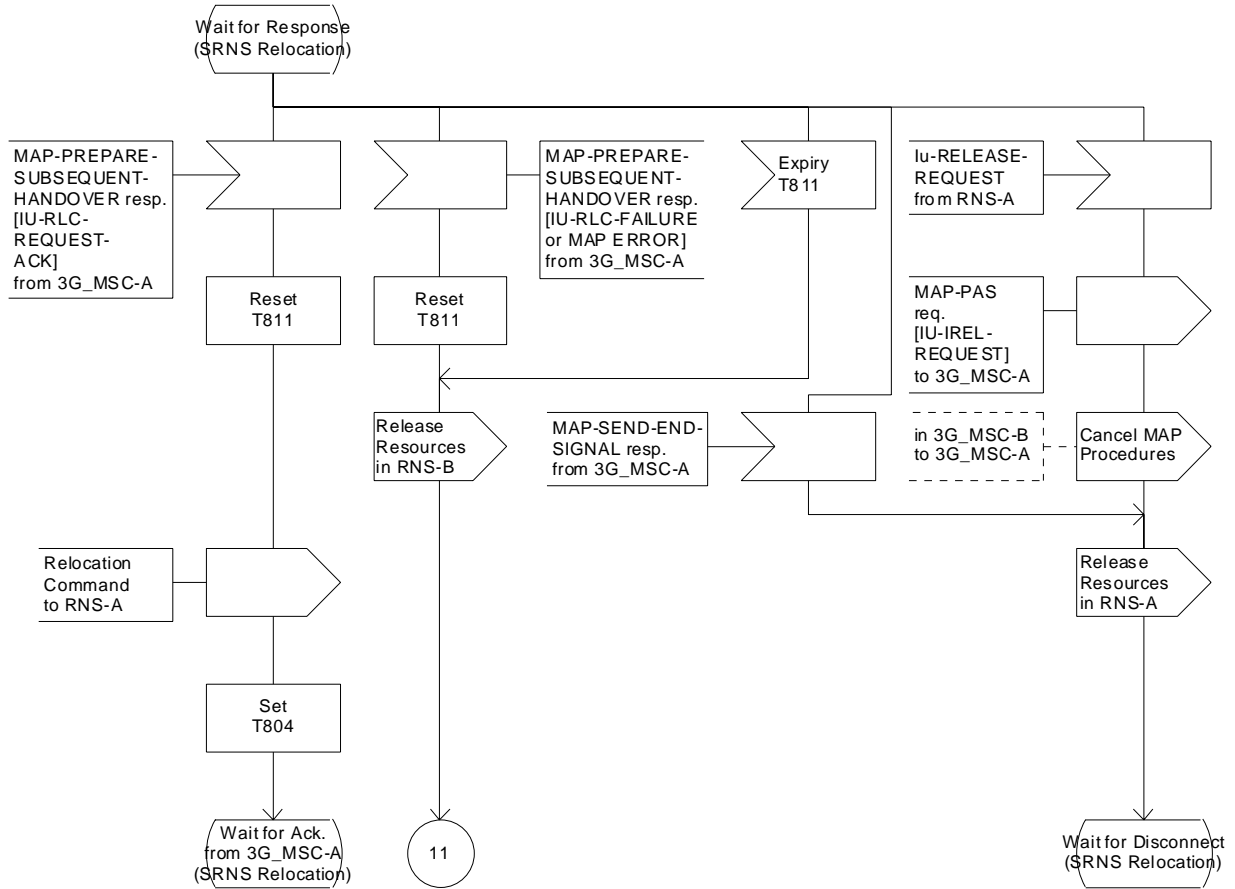 Wait for Response
(SRNS Relocation)
MAP-PREPARE-
SUBSEQUENT-
HANDOVER resp.
[IU-RLC-
REQUEST-
ACK]
from 3G_MSC-A
MAP-PREPARE-
SUBSEQUENT-
HANDOVER resp.
[IU-RLC-FAILURE
or MAP ERROR]
from 3G_MSC-A
Expiry
T811
Iu-RELEASE-
REQUEST
from RNS-A
Reset
T811
Reset
T811
MAP-PAS
req.
[IU-IREL-
REQUEST]
to 3G_MSC-A
Release
Resources
in RNS-B
MAP-SEND-END-
SIGNAL resp.
from 3G_MSC-A
in 3G_MSC-B
to 3G_MSC-A
Cancel MAP
Procedures
Relocation
Command
to RNS-A
Release
Resources
in RNS-A
Set
T804
Wait for Ack.
from 3G_MSC-A
(SRNS Relocation)
11
Wait for Disconnect
(SRNS Relocation)